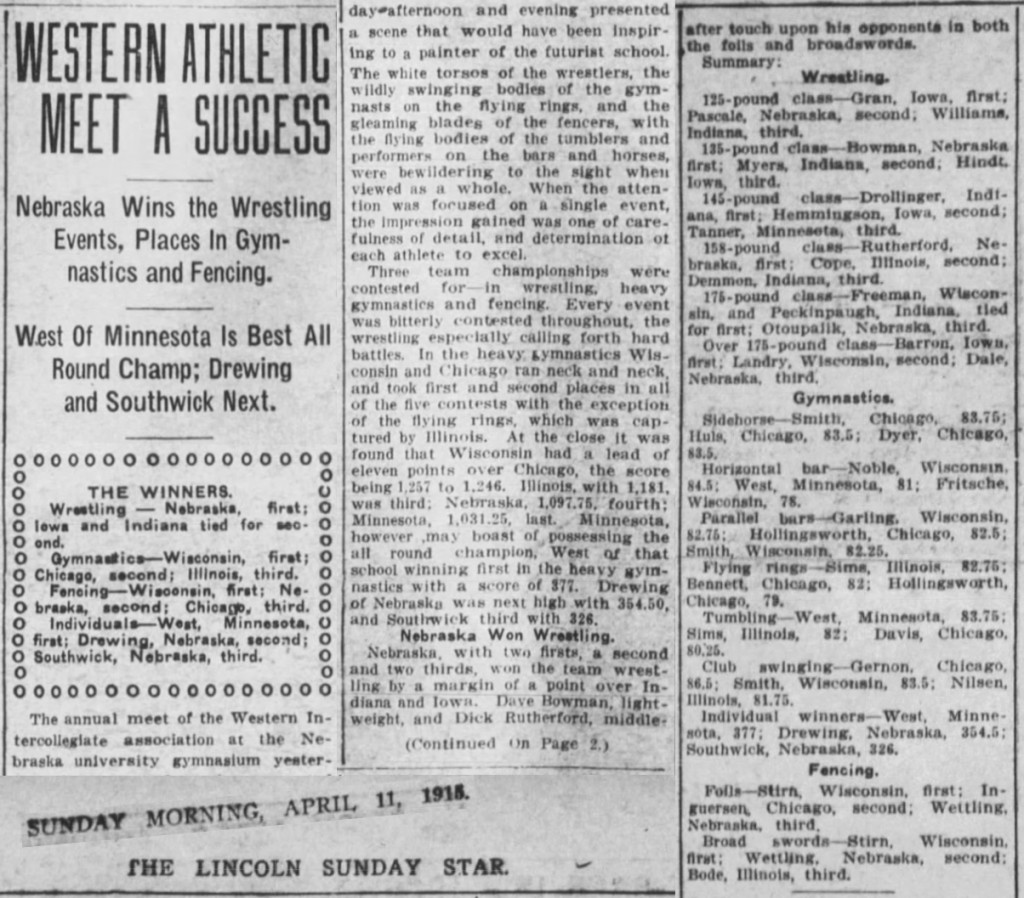 WESTERN ATHLETIC
MEET A SUCCESS
Nebraska Wins the Wrestling
Events, Places In Gym-
nastics and Fencing.
West Of Minnesota Is Best All
Round Champ; Drewing
and Southwick Next.
O O O O O O O O O O O O O O O O O
O O
O THE WINNERS. O
O Wrestling — Nebraska, first; O
O Iowa and Indiana tied for sec- O
O ond. O
O Gymnastics—Wisconsin, first; O
O Chicago, second; Illinois, third. O
O Fencing—Wisconsin, first; Ne- O
O braska, second; Chicago, third. O
O Individuals—West, Minnesota, O
O first; Drewing, Nebraska, second; O
O Southwick, Nebraska, third. O
O O
O O O O O O O O O O O O O O O O O
The annual meet of the Western In-
tercollegiate association at the Ne-
braska university gymnasium yester-
day afternoon and evening presented
a scene that would have been inspir-
ing to a painter of the futurist school.
The white torsos of the wrestlers, the
wildly swinging bodies of the gym-
nasts on the flying rings, and the
gleaming blades of the fencers, with
the flying bodies of the tumblers and
performers on the bars and horses,
were bewildering to the sight when
viewed as a whole. When the atten-
tion was focused on a single event,
the impression gained was one of care-
fulness of detail, and determination of
each athlete to excel.
Three team championships were
contested for—in wrestling, heavy
gymnastics and fencing. Every event
was bitterly contested throughout, the
wrestling especially calling forth hard
battles. In the heavy gymnastics Wis-
consin and Chicago ran neck and neck,
and took first and second places in all
of the five contests with the exception
of the flying rings, which was cap-
tured by Illinois. At the close it was
found that Wisconsin had a lead of
eleven points over Chicago, the score
being 1,257 to 1,246. Illinois, with 1,181,
was third; Nebraska, 1,097.75, fourth;
Minnesota, 1,031.25, last. Minnesota,
however ,may boast of possessing the
all round champion, West of that
school winning first in the heavy gym-
nastics with a score of 377. Drewing
of Nebraska was next high with 354.50,
and Southwick third with 326.
Nebraska Won Wrestling.
Nebraska, with two firsts, a second
and two thirds, won the team wrest-
ling by a margin of a point over In-
diana and Iowa. Dave Bowman, light-
weight, and Dick Rutherford, middle-
(Continued On Page 2.)
after touch upon his opponents in both
the foils and broadswords.
Summary:
Wrestling.
125-pound class—Gran, Iowa, first;
Pascale, Nebraska, second; Williams,
Indiana, third.
135-pound class—Bowman, Nebraska
first; Myers, Indiana, second; Hindt.
Iowa, third.
145-pound class—Drollinger, Indi-
ana, first; Hemmingson, Iowa, second;
Tanner, Minnesota, third.
158-pound class—Rutherford, Ne-
braska, first; Cope, Illinois, second;
Demmon, Indiana, third.
175-pound class—Freeman, Wiscon-
sin, and Peckinpaugh, Indiana, tied
for first; Otoupalik, Nebraska, third.
Over 175-pound class—Barron, Iowa,
first; Landry, Wisconsin, second; Dale,
Nebraska, third.
Gymnastics.
Sidehorse—Smith, Chicago, 83.75;
Huls, Chicago, 83.5; Dyer, Chicago,
83.5.
Horizontal bar—Noble, Wisconsin,
84.5; West, Minnesota, 81; Fritsche,
Wisconsin, 78.
Parallel bars—Garling, Wisconsin,
82.75; Hollingsworth, Chicago, 82.5;
Smith, Wisconsin, 82.25.
Flying rings—Sims, Illinois, 82.75;
Bennett, Chicago, 82; Hollingsworth,
Chicago, 79.
Tumbling—West, Minnesota, 83.75;
Sims, Illinois, 82; Davis, Chicago,
80.25.
Club swinging—Gernon, Chicago,
86.5; Smith, Wisconsin, 83.5; Nilsen,
Illinois, 81.75.
Individual winners—West, Minne-
sota, 377; Drewing, Nebraska, 354.5;
Southwick, Nebraska, 326.
Fencing.
Foils—Stirn, Wisconsin, first; In-
guersen, Chicago, second; Wettling,
Nebraska, third.
Broad swords—Stirn, Wisconsin,
first; Wettling, Nebraska, second;
Bode, Illinois, third.
SUNDAY MORNING, APRIL 11, 1915.
THE LINCOLN SUNDAY STAR.